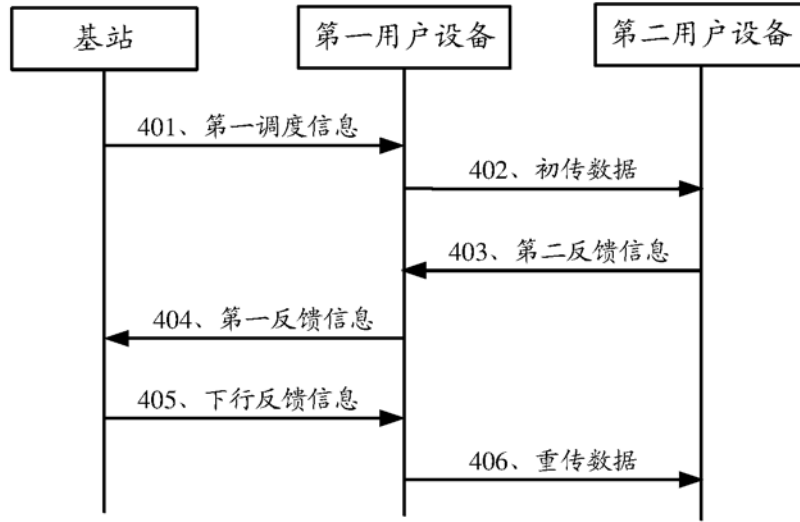 基站
第一用户设备
第二用户设备
401、第一调度信息
402、初传数据
403、第二反馈信息
404、第一反馈信息
405、下行反馈信息
406、重传数据